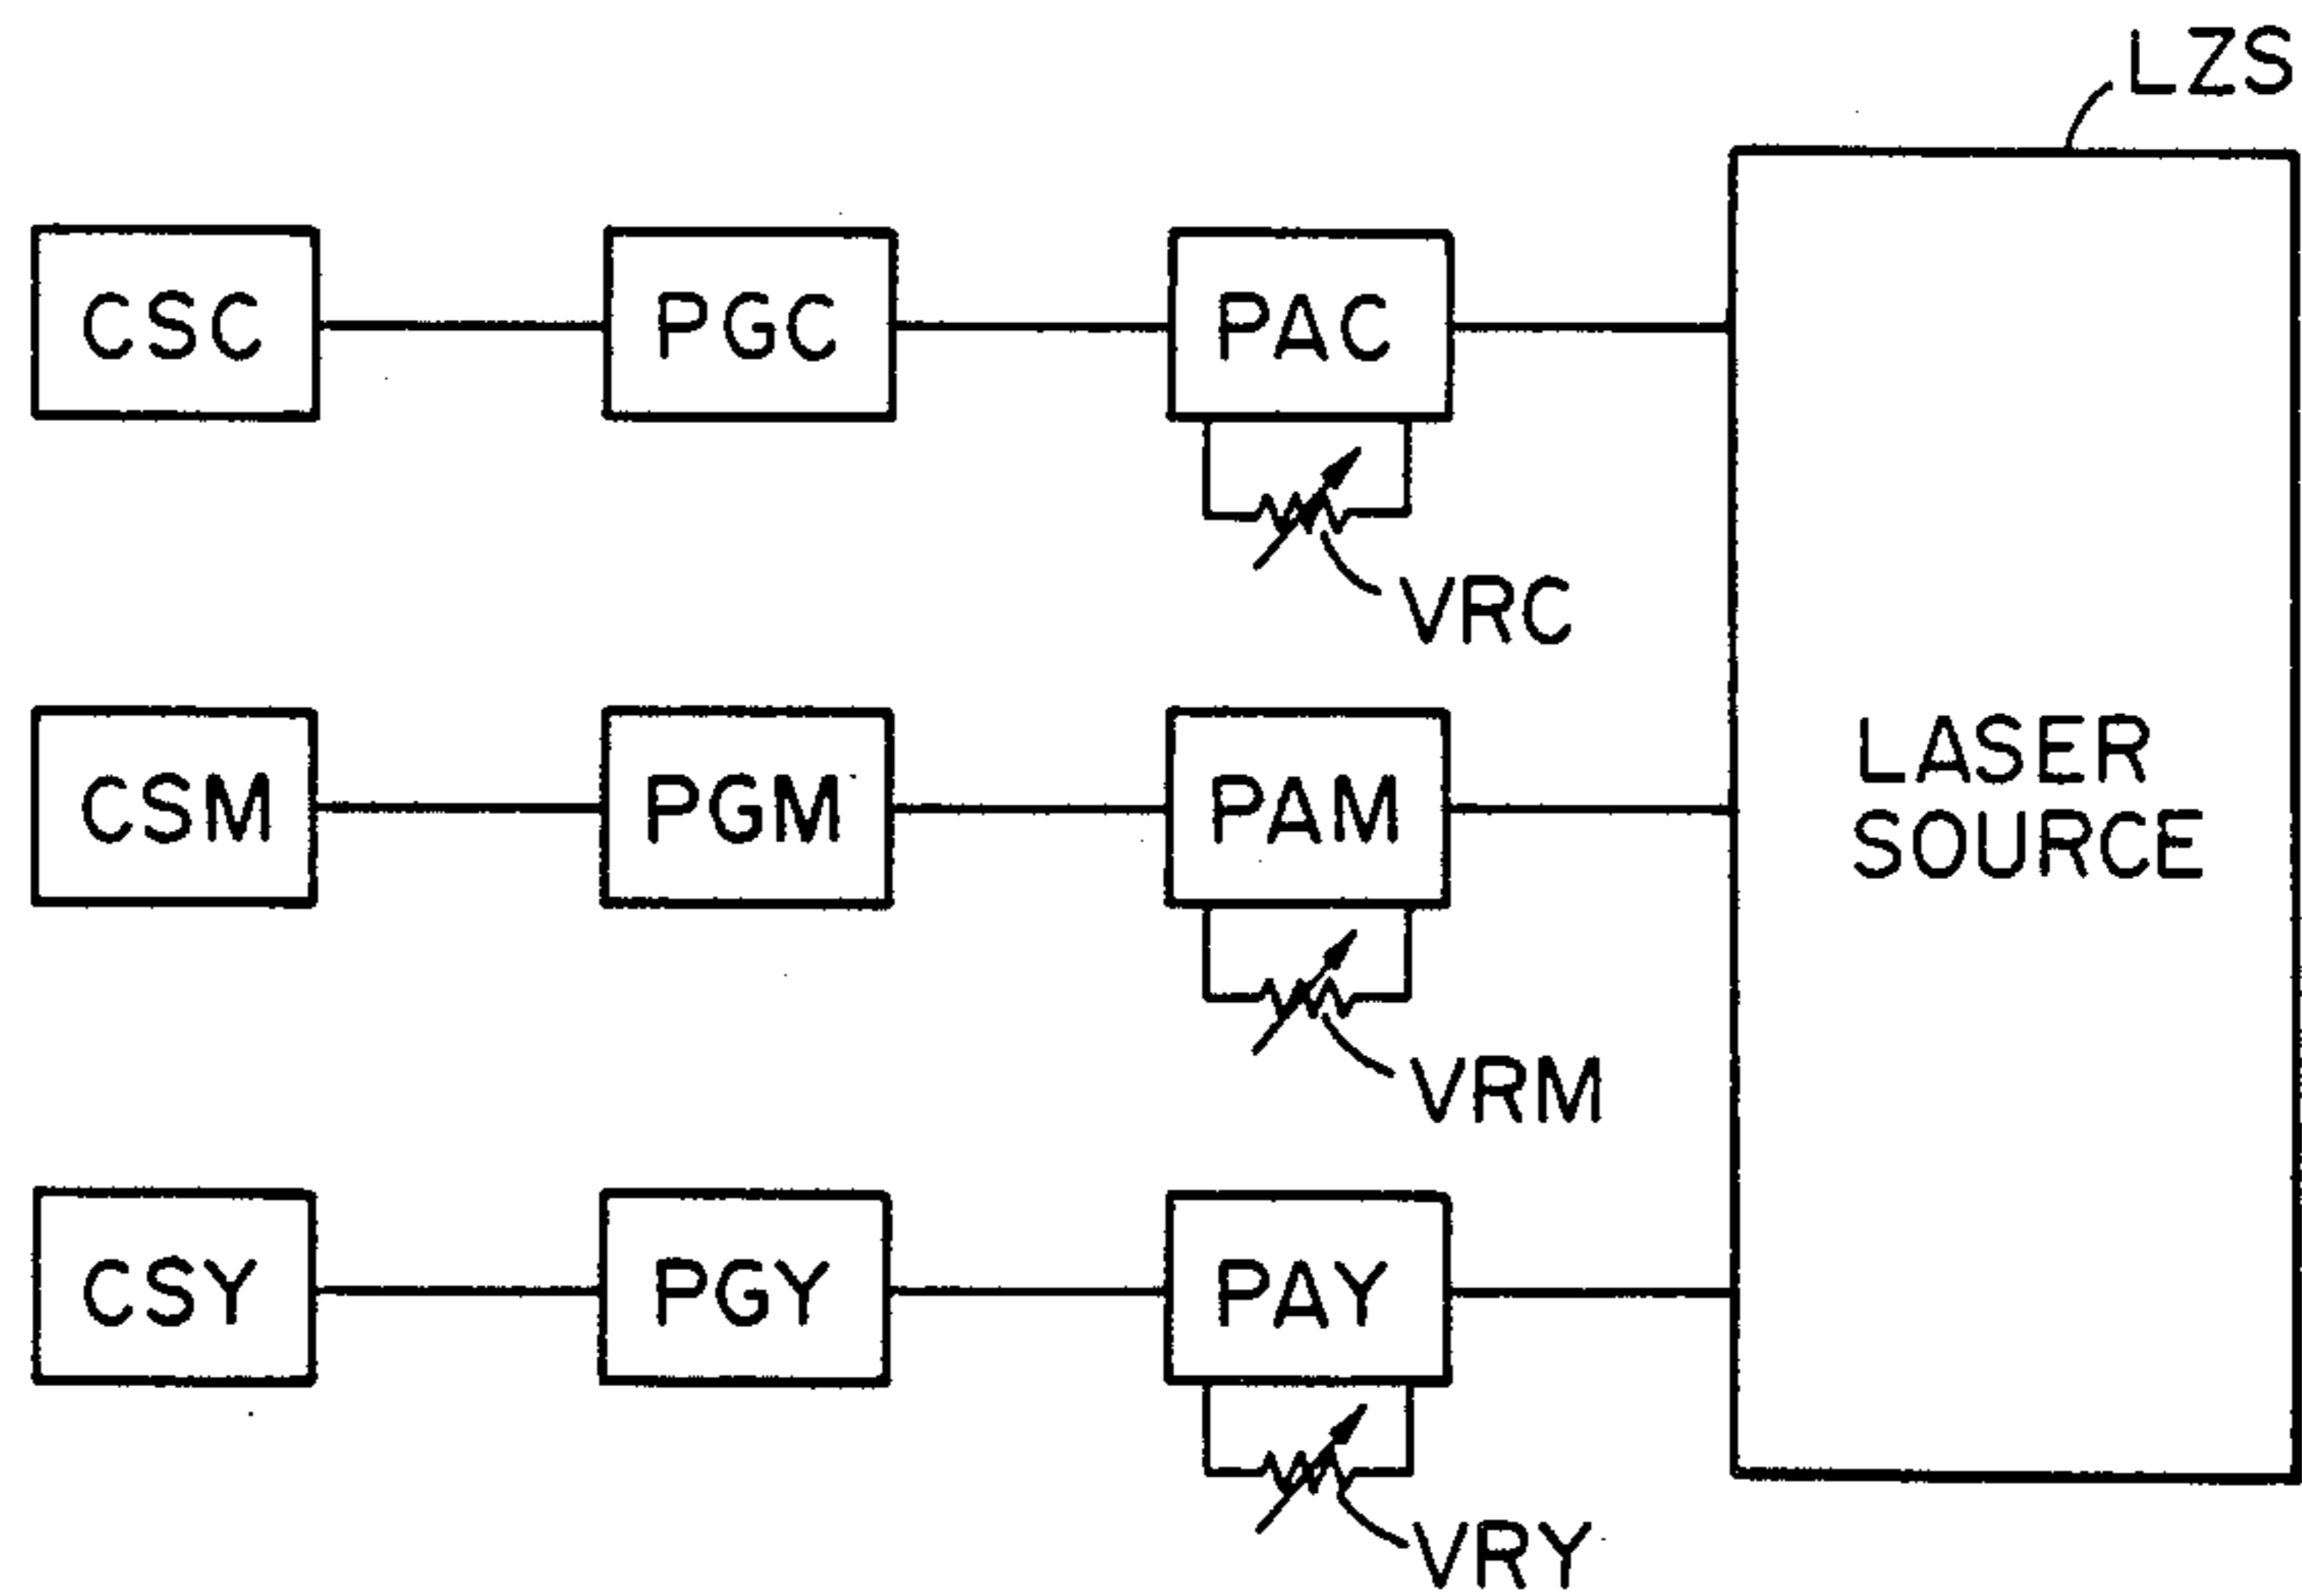 LZS
CSC
PGC
PAC
VRC
CSM
PGM
PAM
LASER
SOURCE
VRM
CSY
PGY
PAY
VRY